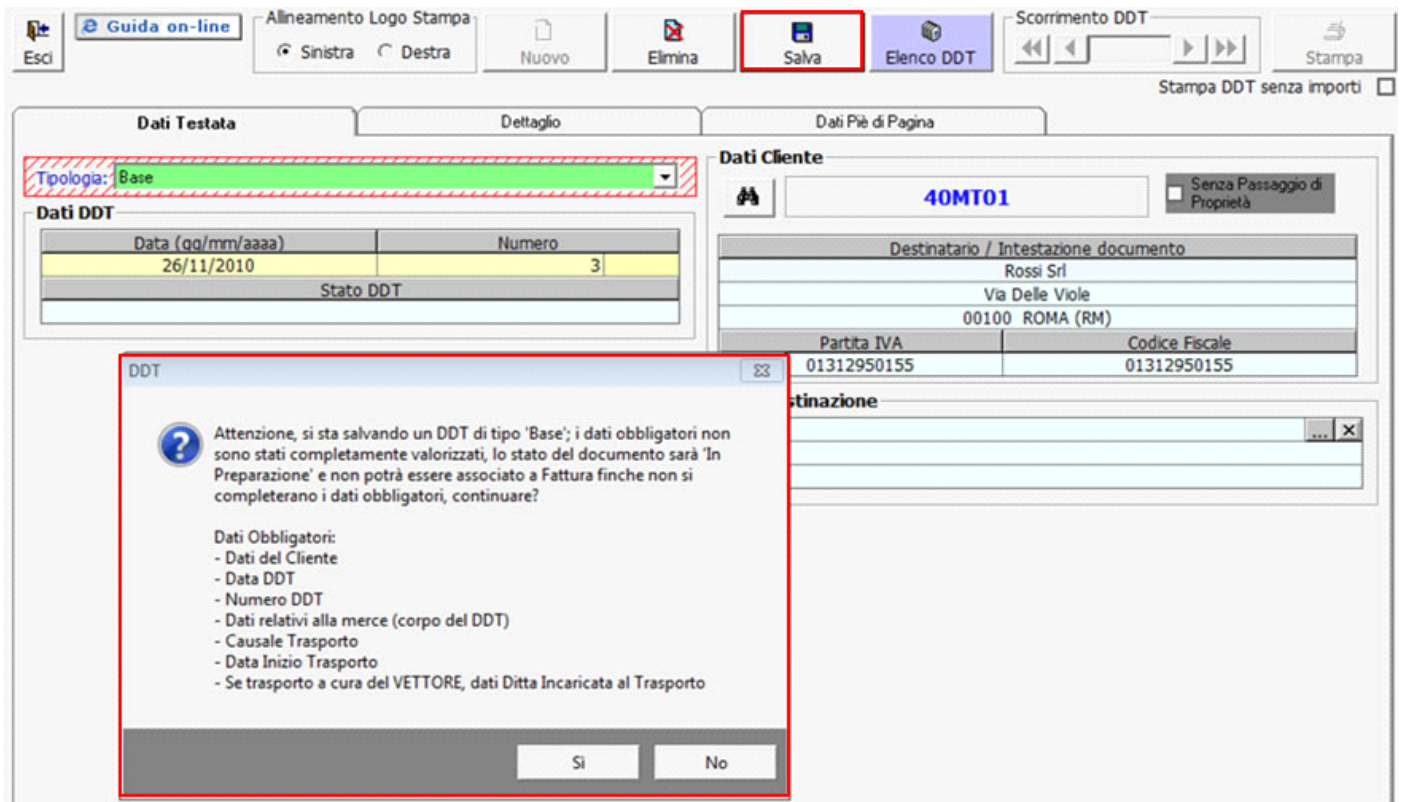 Esci
Guida on-line
Allineamento Logo Stampa
Sinistra Destra
Nuovo
Elimina
Salva
Elenco DDT
Scorrimento DDT
Stampa
Stampa DDT senza importi
Dati Testata
Dettaglio
Dati Piè di Pagina
Tipologia: Base
Dati DDT
Data (gg/mm/aaaa) Numero
26/11/2010 3
Stato DDT
Dati Cliente
40MT01
Senza Passaggio di
Proprietà
Destinatario / Intestazione documento
Rossi Srl
Via Delle Viole
00100 ROMA (RM)
Partita IVA Codice Fiscale
01312950155 01312950155
stinazione
...
DDT
Attenzione, si sta salvando un DDT di tipo 'Base'; i dati obbligatori non
sono stati completamente valorizzati, lo stato del documento sarà 'In
Preparazione' e non potrà essere associato a Fattura finche non si
completerano i dati obbligatori, continuare?
Dati Obbligatori:
- Dati del Cliente
- Data DDT
- Numero DDT
- Dati relativi alla merce (corpo del DDT)
- Causale Trasporto
- Data Inizio Trasporto
- Se trasporto a cura del VETTORE, dati Ditta Incaricata al Trasporto
Sì
No